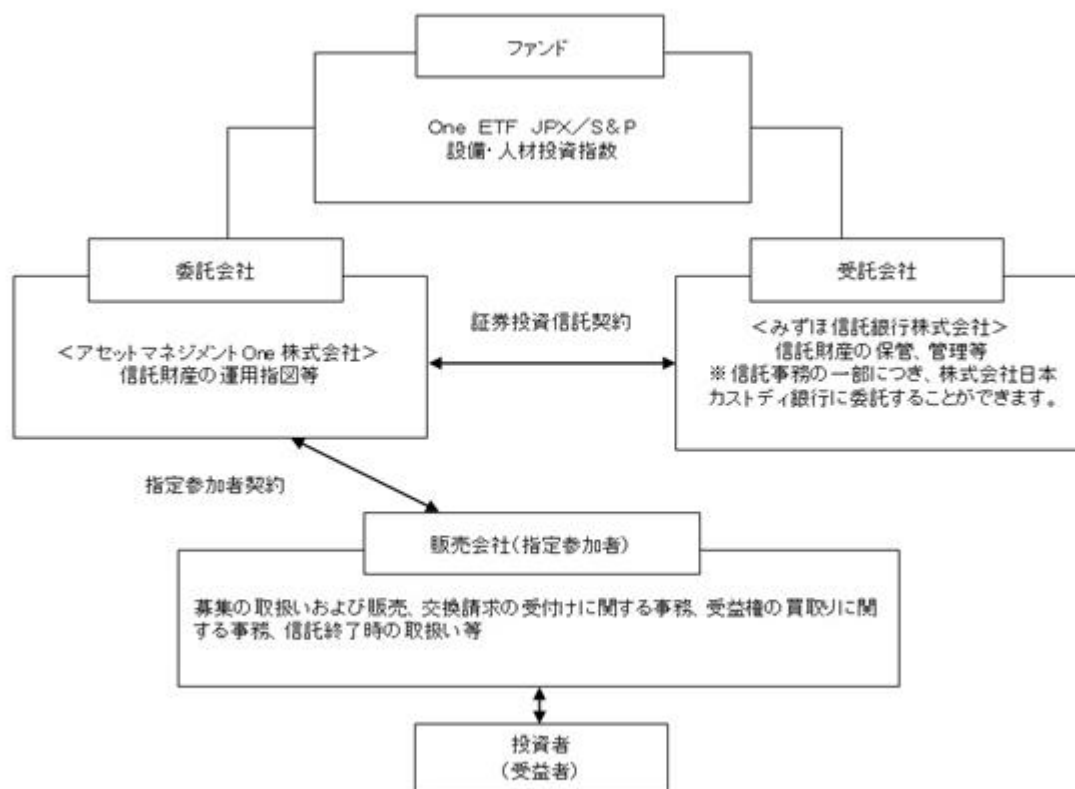 ファンド
One ETF JPX/S&P
設備・人材投資指数
委託会社
受託会社
証券投資信託契約
<アセットマネジメントOne株式会社>
信託財産の運用指図等
<みずほ信託銀行株式会社>
信託財産の保管、管理等
※信託事務の一部につき、株式会社日本
カストディ銀行に委託することができます。
指定参加者契約
販売会社(指定参加者)
募集の取扱いおよび販売、交換請求の受付けに関する事務、受益権の買取りに関
する事務、信託終了時の取扱い等
投資者
(受益者)